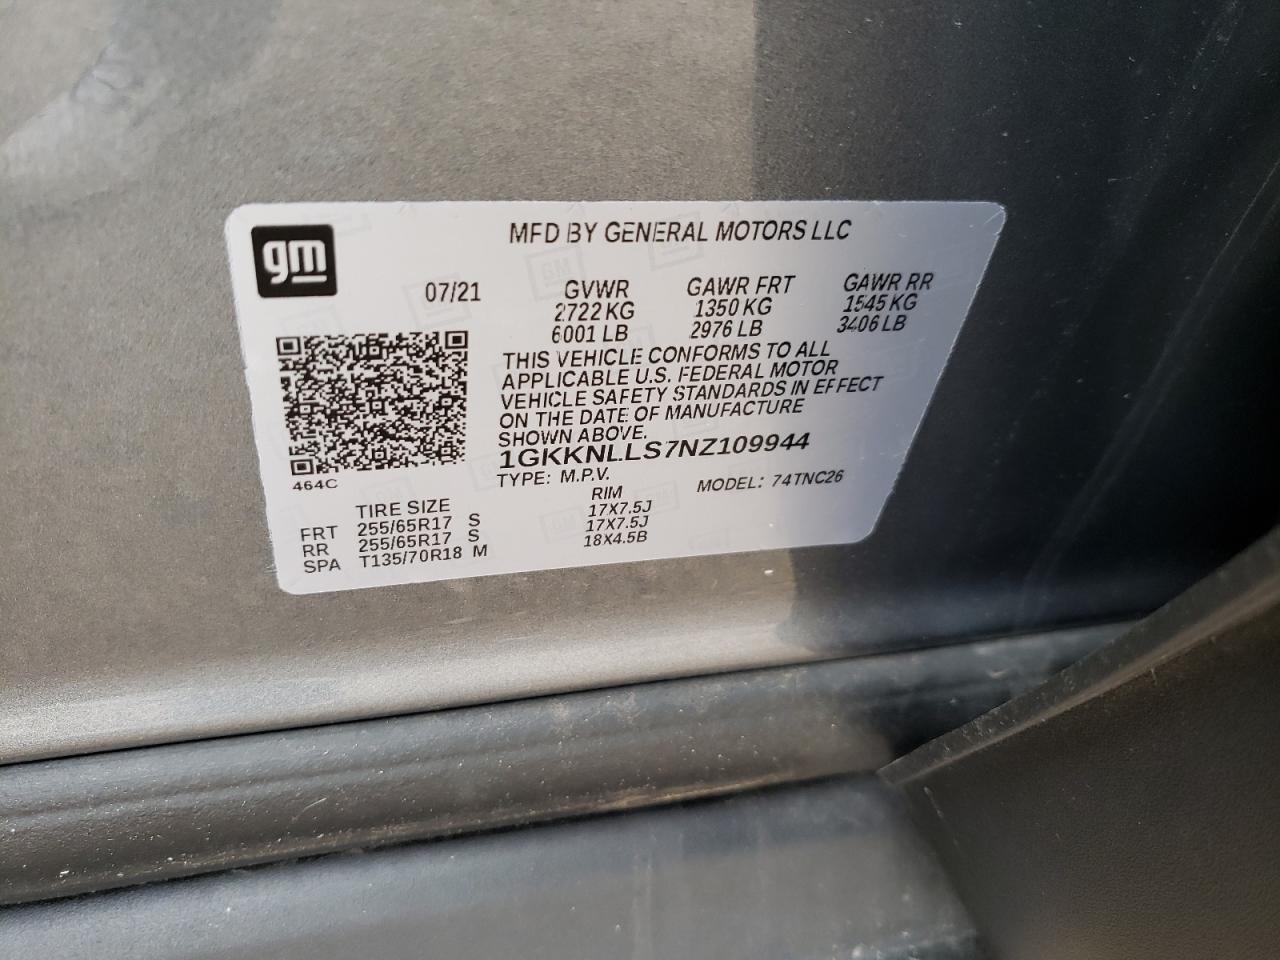 gm
MFD BY GENERAL MOTORS LLC
07/21
GVWR GAWR FRT GAWR RR
2722 KG 1350 KG 1545 KG
6001 LB 2976 LB 3406 LB
THIS VEHICLE CONFORMS TO ALL
APPLICABLE U.S. FEDERAL MOTOR
VEHICLE SAFETY STANDARDS IN EFFECT
ON THE DATE OF MANUFACTURE
SHOWN ABOVE.
1GKKNLLS7NZ109944
TYPE: M.P.V. MODEL: 74TNC26
464C
TIRE SIZE RIM
FRT 255/65R17 S 17X7.5J
RR 255/65R17 S 17X7.5J
SPA T135/70R18 M 18X4.5B